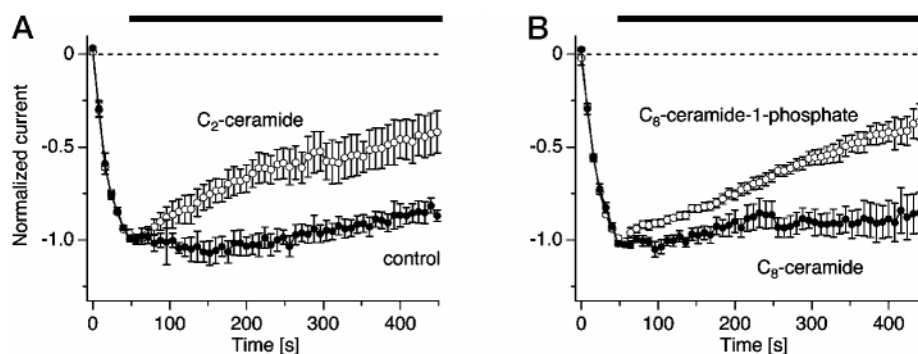 A
B
0
-0.5
-1.0
Normalized current
C2-ceramide
control
0 100 200 300 400
Time [s]
0
-0.5
-1.0
C8-ceramide-1-phosphate
C8-ceramide
0 100 200 300 400
Time [s]